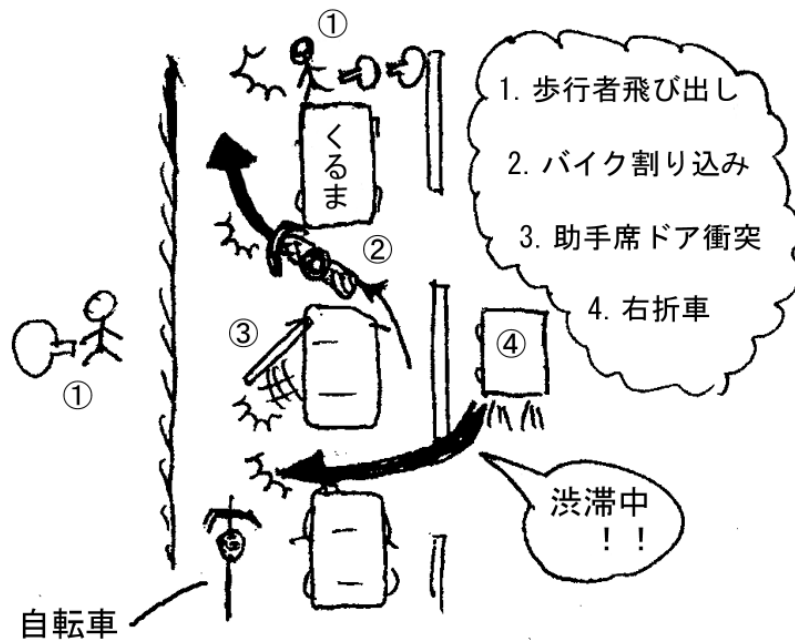 ①
1. 歩行者飛び出し
くるま
2. バイク割り込み
②
3. 助手席ドア衝突
③
4. 右折車
④
①
渋滞中
！！
自転車